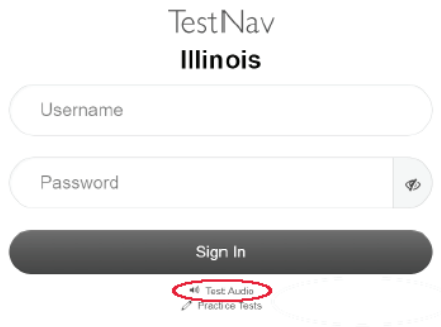 TestNav
Illinois
Username
Password
Sign In
Test Audio
Practice Tests